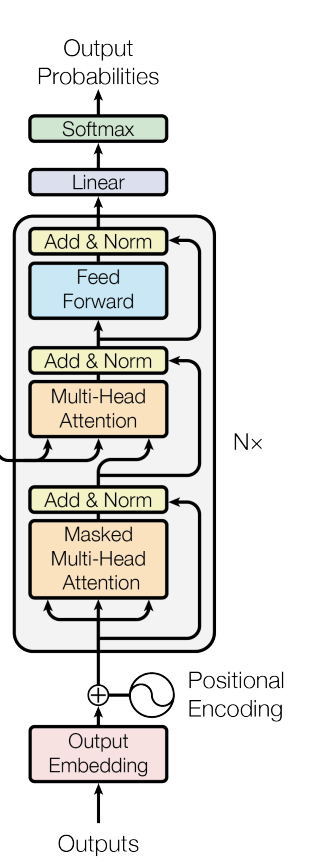 Output
Probabilities
Softmax
Linear
Add & Norm
Feed
Forward
Add & Norm
Multi-Head
Attention
N×
Add & Norm
Masked
Multi-Head
Attention
Positional
Encoding
Output
Embedding
Outputs